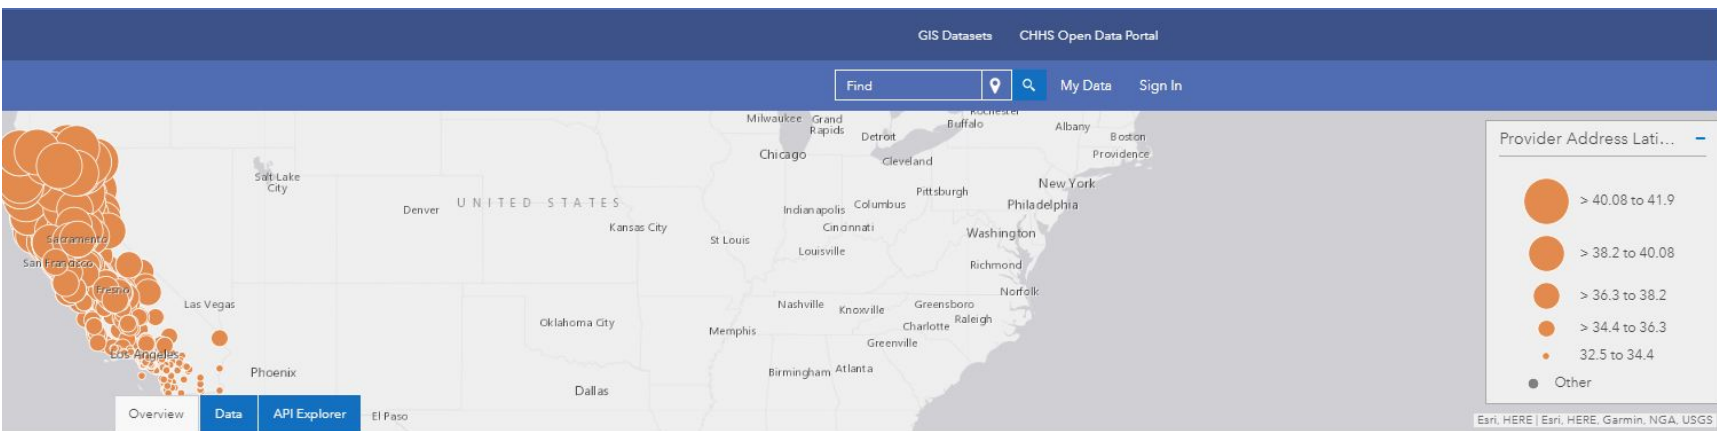 GIS Datasets CHHS Open Data Portal
Find My Data Sign In
Milwaukee Grand
Rapids
Detroit
Buffalo
Rochester
Albany
Boston
Providence
Chicago
Cleveland
Salt Lake
City
New York
Pittsburgh
Denver
UNITED STATES
Indianapolis
Columbus
Philadelphia
Kansas City
Cincinnati
Washington
Sacramento
St Louis
Louisville
San Francisco
Richmond
Fresno
Norfolk
Las Vegas
Nashville
Knoxville
Greensboro
Raleigh
Oklahoma City
Memphis
Charlotte
Greenville
Los Angeles
Phoenix
Birmingham
Atlanta
Dallas
El Paso
Overview Data API Explorer
Provider Address Lati...
> 40.08 to 41.9
> 38.2 to 40.08
> 36.3 to 38.2
> 34.4 to 36.3
32.5 to 34.4
Other
Esri, HERE | Esri, HERE, Garmin, NGA, USGS